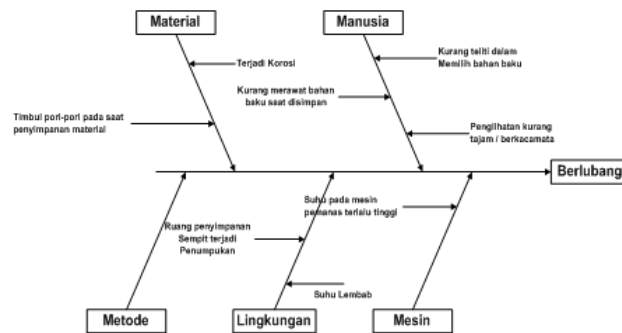 Material
Manusia
Terjadi Korosi
Kurang teliti dalam
Memilih bahan baku
Kurang merawat bahan
baku saat disimpan
Timbul pori-pori pada saat
penyimpanan material
Penglihatan kurang
tajam / berkacamata
Berlubang
Suhu pada mesin
pemanas terlalu tinggi
Ruang penyimpanan
Sempit terjadi
Penumpukan
Suhu Lembab
Metode
Lingkungan
Mesin